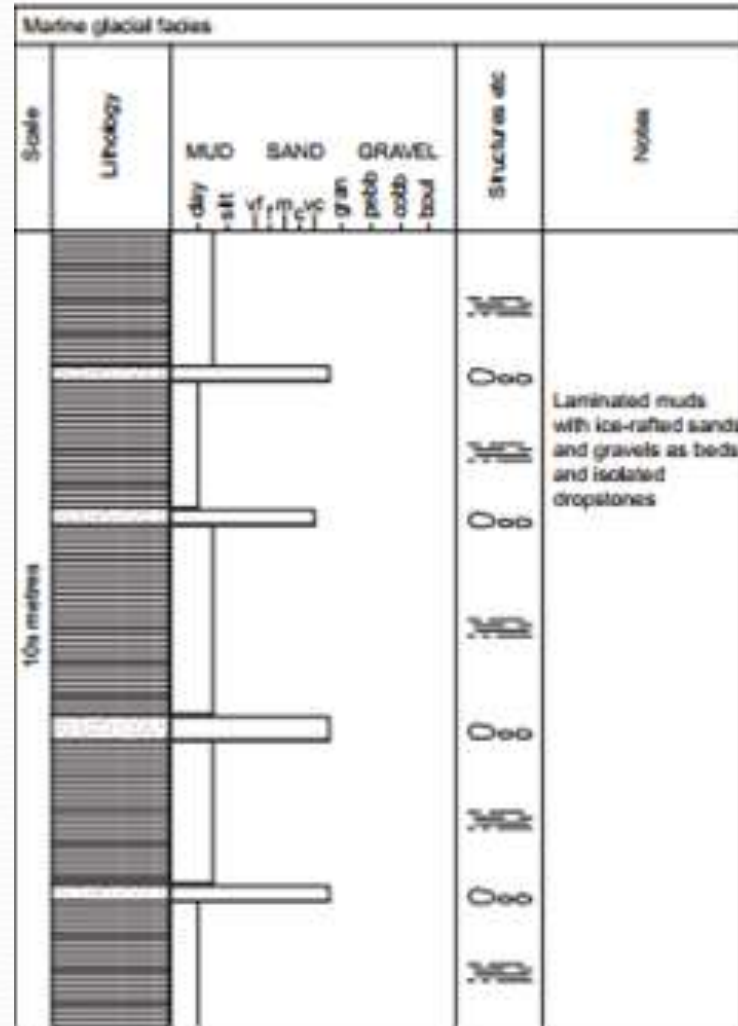 Marine glacial facies
Scale
Lithology
MUD SAND GRAVEL
clay
silt
vf
f
m
c
vc
gran
pebb
cobb
boul
Structures etc
Notes
10s metres
Laminated muds
with ice-rafted sands
and gravels as beds
and isolated
dropstones